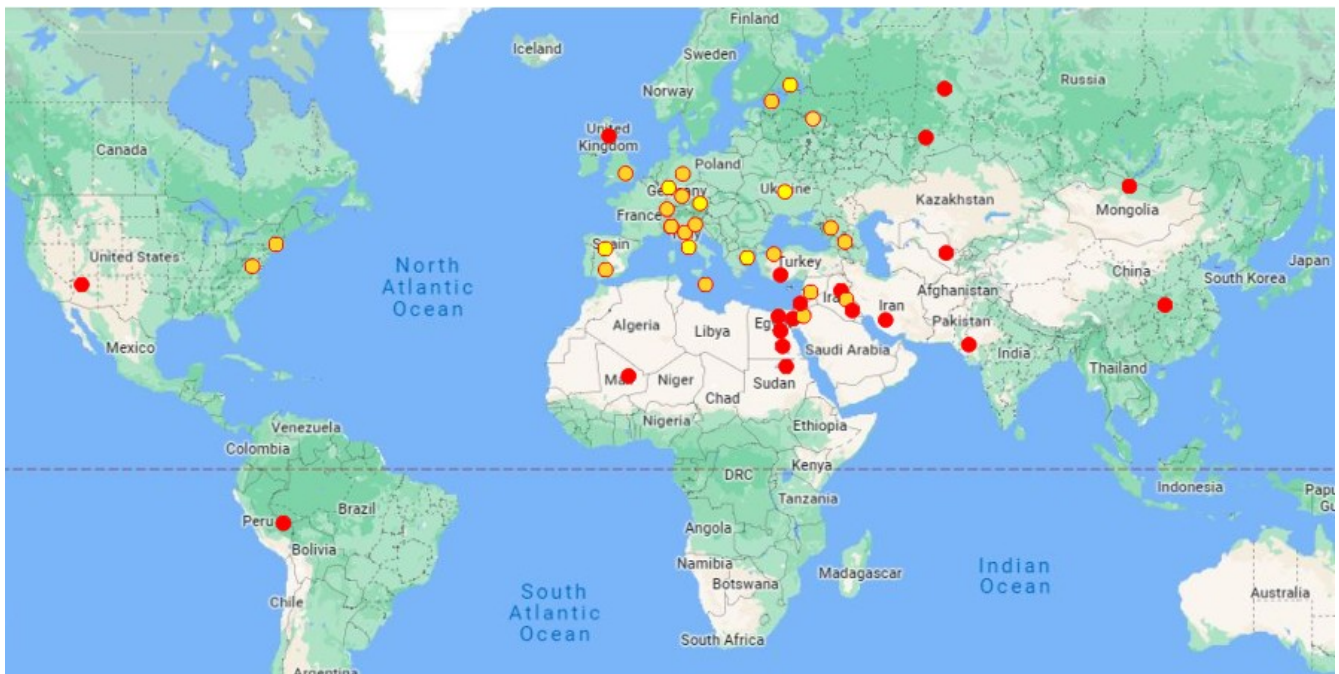 Finland
Iceland
Sweden
Russia
Norway
United
Kingdom
Canada
Poland
Germany
Ukraine
Kazakhstan
Mongolia
France
Italy
Spain
United States
North
Atlantic
Ocean
Turkey
China
South Korea
Japan
Afghanistan
Iraq
Iran
Pakistan
Algeria
Libya
Egypt
Mexico
Saudi Arabia
India
Thailand
Mali
Niger
Sudan
Chad
Nigeria
Ethiopia
Venezuela
Colombia
Kenya
DRC
Indonesia
Papu
Gu
Tanzania
Brazil
Peru
Angola
Bolivia
Namibia
Botswana
Madagascar
Indian
Ocean
South
Atlantic
Ocean
Chile
Australia
South Africa
Argentina